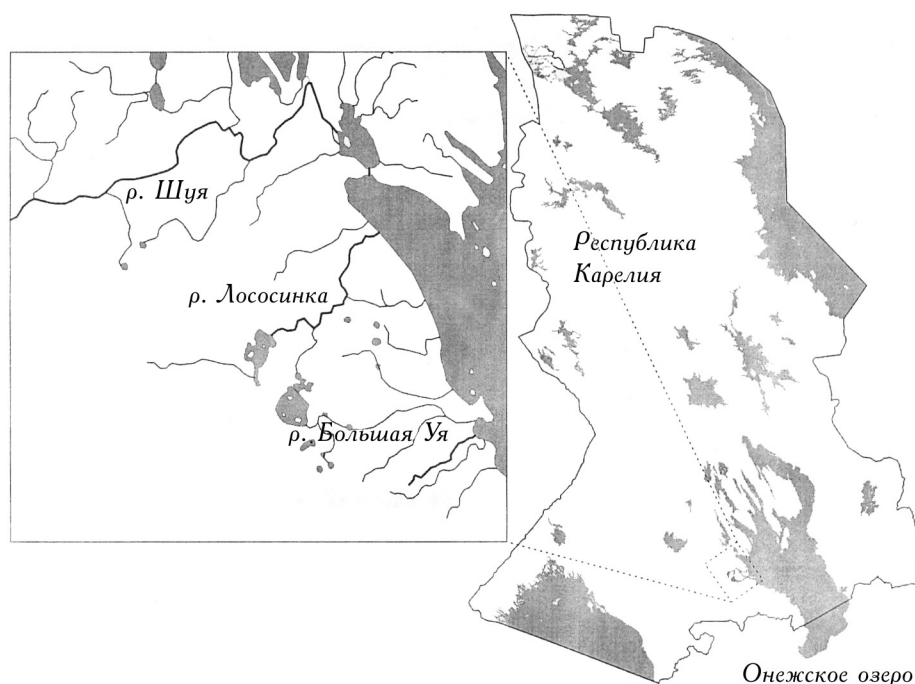 р. Шуя
Республика
Карелия
р. Лососинка
р. Большая Уя
Онежское озеро